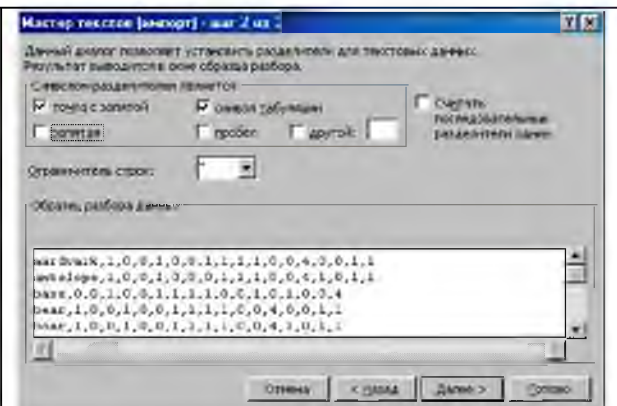 Мастер текстов (импорт) - шаг 2 из
Данный диалог позволяет установить разделители для текстовых данных.
Результат выводится в окне образца разбора.
Символом-разделителем является
точка с запятой
символ табуляции
Считать последовательные разделители одним
запятая
пробел
другой:
Ограничитель строк: "
Образец разбора данных
aardvark,1,0,0,1,0,0,1,1,1,1,0,0,4,0,0,1,1
antelope,1,0,0,1,0,0,0,1,1,1,0,0,4,1,0,1,1
bass,0,0,1,0,0,1,1,1,1,0,0,1,0,1,0,0,4
bear,1,0,0,1,0,0,1,1,1,1,0,0,4,0,0,1,1
boar,1,0,0,1,0,0,1,1,1,1,0,0,4,1,0,1,1
Отмена
< Назад
Далее >
Готово